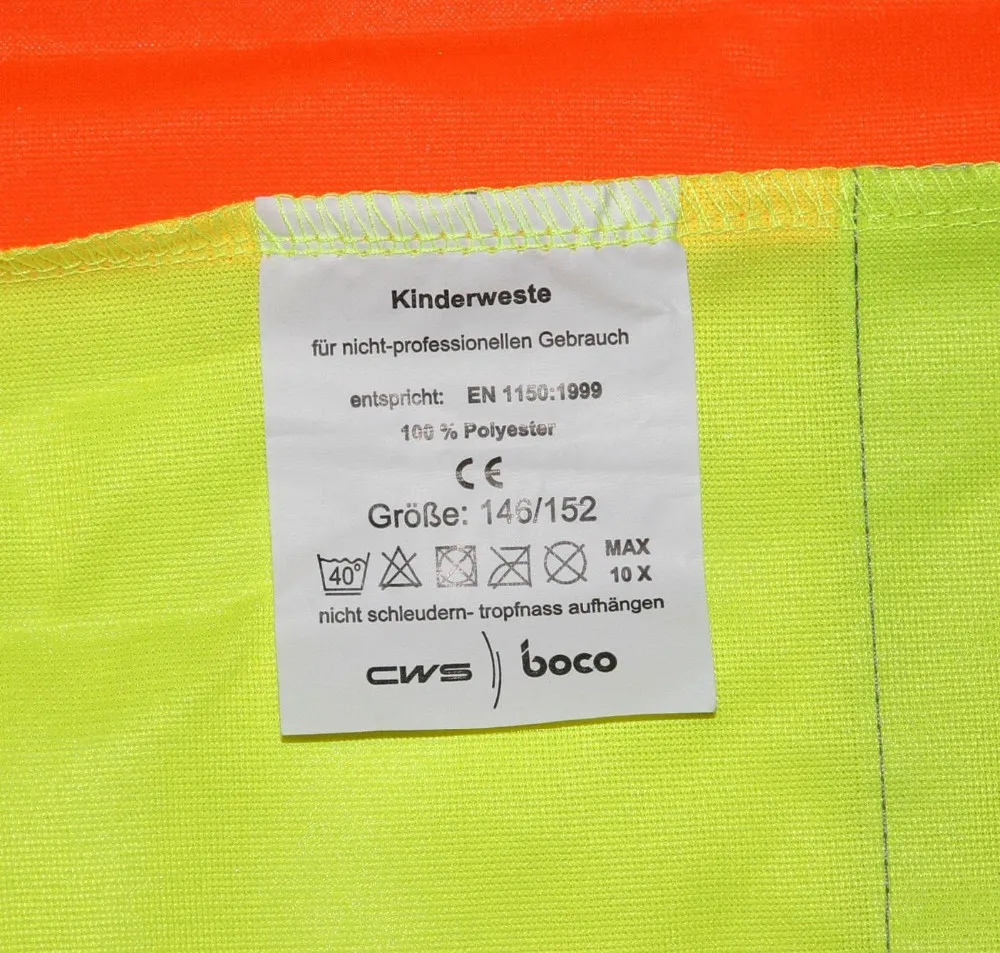 Kinderweste
für nicht-professionellen Gebrauch
entspricht: EN 1150:1999
100 % Polyester
CE
Größe: 146/152
40° MAX
10 X
nicht schleudern- tropfnass aufhängen
cws boco